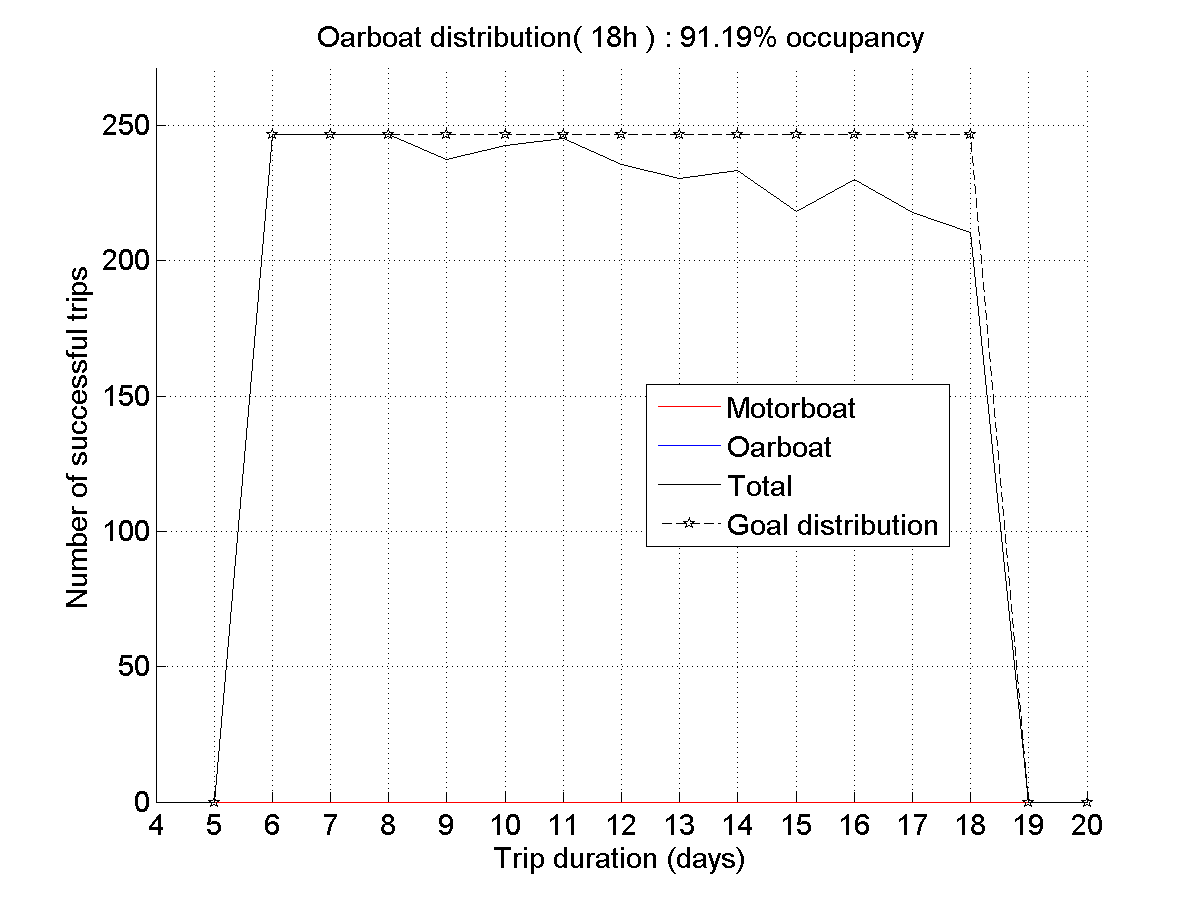 Oarboat distribution( 18h ) : 91.19% occupancy
Number of successful trips
250
200
150
100
50
0
Motorboat
Oarboat
Total
Goal distribution
4 5 6 7 8 9 10 11 12 13 14 15 16 17 18 19 20
Trip duration (days)